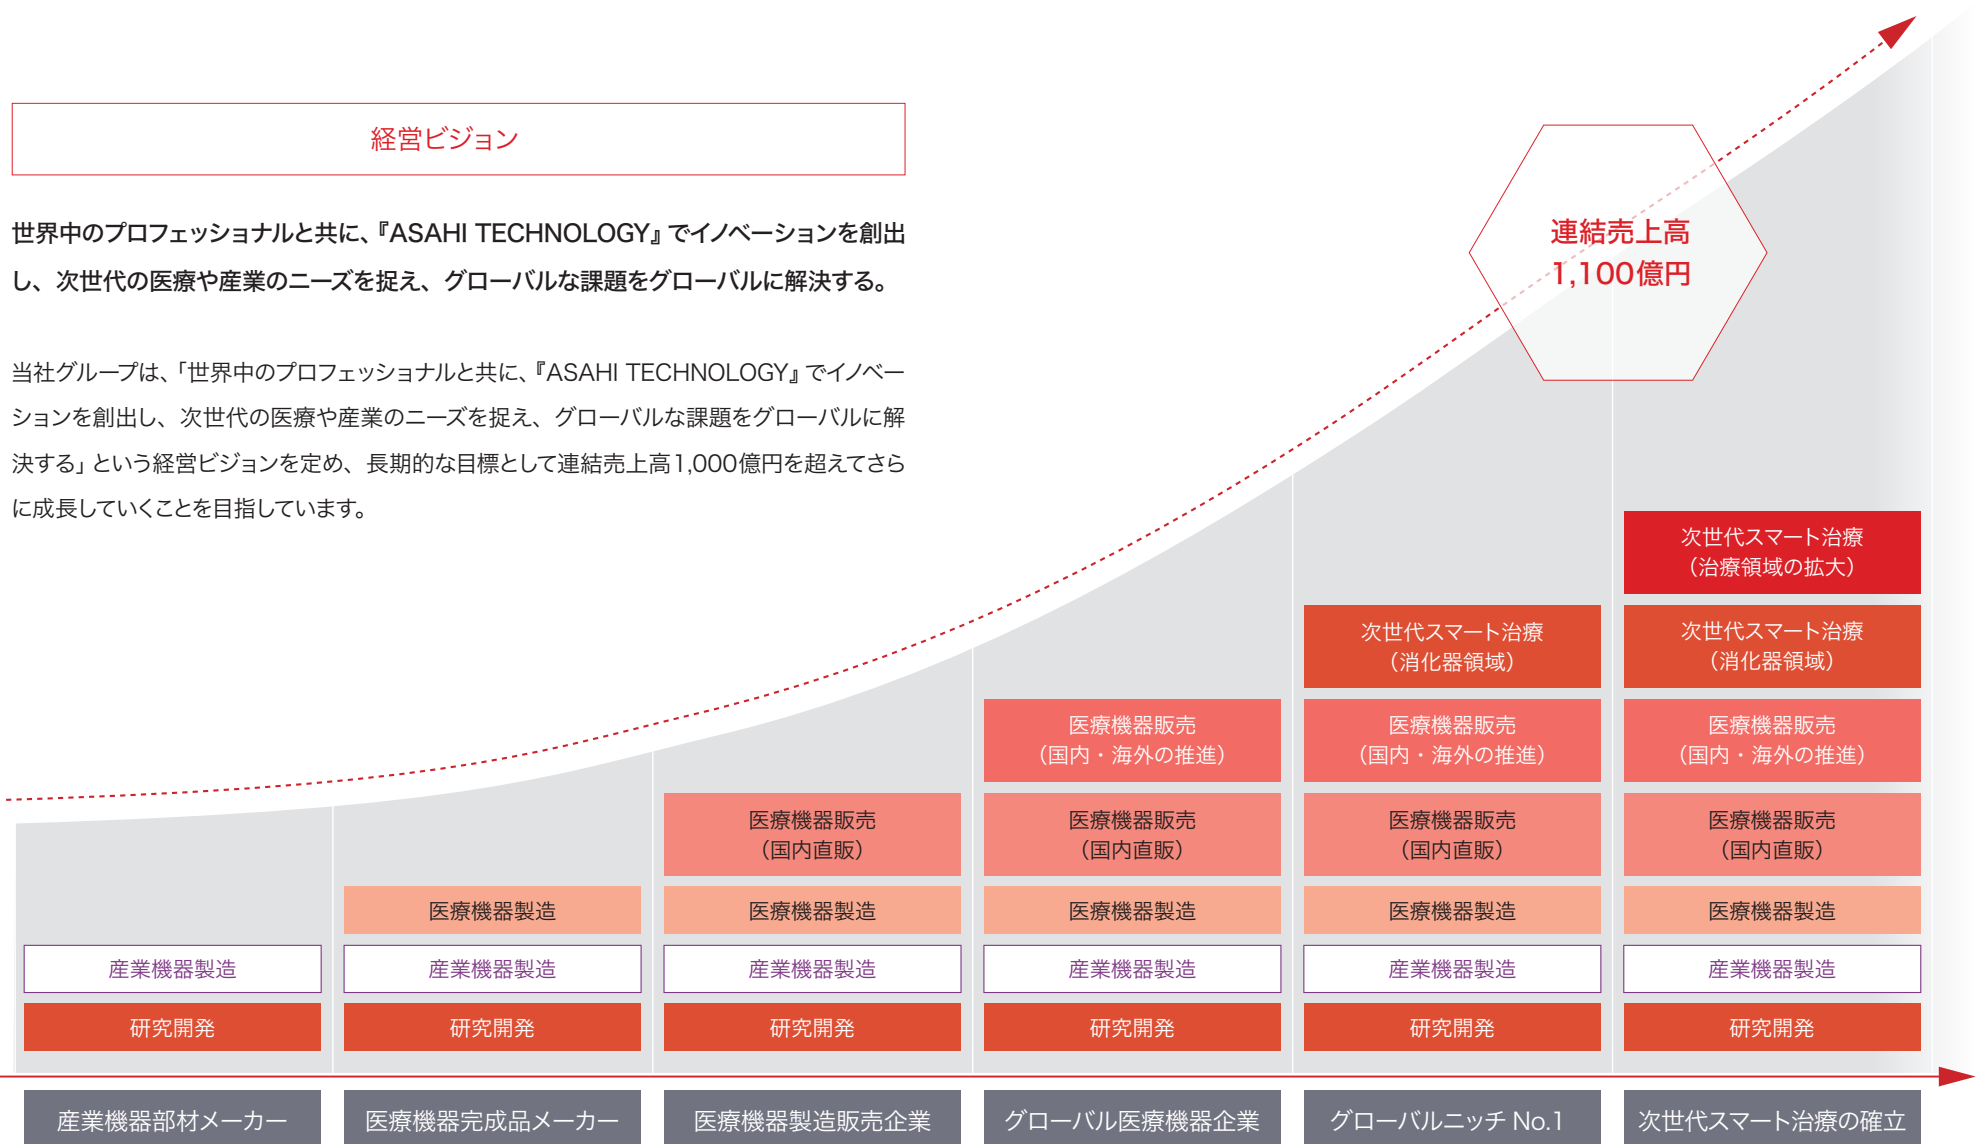 経営ビジョン
世界中のプロフェッショナルと共に、『ASAHI TECHNOLOGY』でイノベーションを創出
し、次世代の医療や産業のニーズを捉え、グローバルな課題をグローバルに解決する。
当社グループは、「世界中のプロフェッショナルと共に、『ASAHI TECHNOLOGY』でイノベー
ションを創出し、次世代の医療や産業のニーズを捉え、グローバルな課題をグローバルに解
決する」という経営ビジョンを定め、長期的な目標として連結売上高1,000億円を超えてさら
に成長していくことを目指しています。
連結売上高
1,100億円
産業機器製造
研究開発
産業機器部材メーカー
医療機器製造
産業機器製造
研究開発
医療機器完成品メーカー
医療機器販売
（国内直販）
医療機器製造
産業機器製造
研究開発
医療機器製造販売企業
医療機器販売
（国内・海外の推進）
医療機器販売
（国内直販）
医療機器製造
産業機器製造
研究開発
グローバル医療機器企業
次世代スマート治療
（消化器領域）
医療機器販売
（国内・海外の推進）
医療機器販売
（国内直販）
医療機器製造
産業機器製造
研究開発
グローバルニッチ No.1
次世代スマート治療
（治療領域の拡大）
次世代スマート治療
（消化器領域）
医療機器販売
（国内・海外の推進）
医療機器販売
（国内直販）
医療機器製造
産業機器製造
研究開発
次世代スマート治療の確立